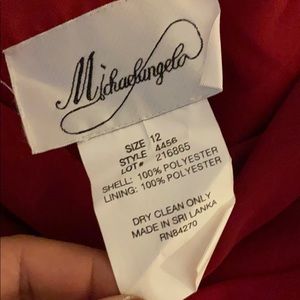 Michaelangelo
SIZE 12
STYLE 4456
LOT# 216865
SHELL: 100% POLYESTER
LINING: 100% POLYESTER
DRY CLEAN ONLY
MADE IN SRI LANKA
RN84270